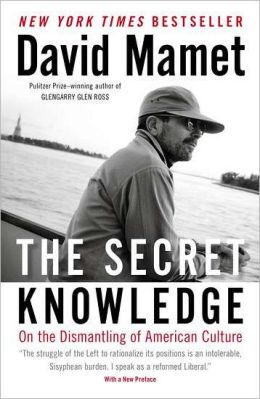 NEW YORK TIMES BESTSELLER
David Mamet
Pulitzer Prize–winning author of
GLENGARRY GLEN ROSS
THE SECRET
KNOWLEDGE
On the Dismantling of American Culture
"The struggle of the Left to rationalize its positions is an intolerable,
Sisyphean burden. I speak as a reformed Liberal."
With a New Preface